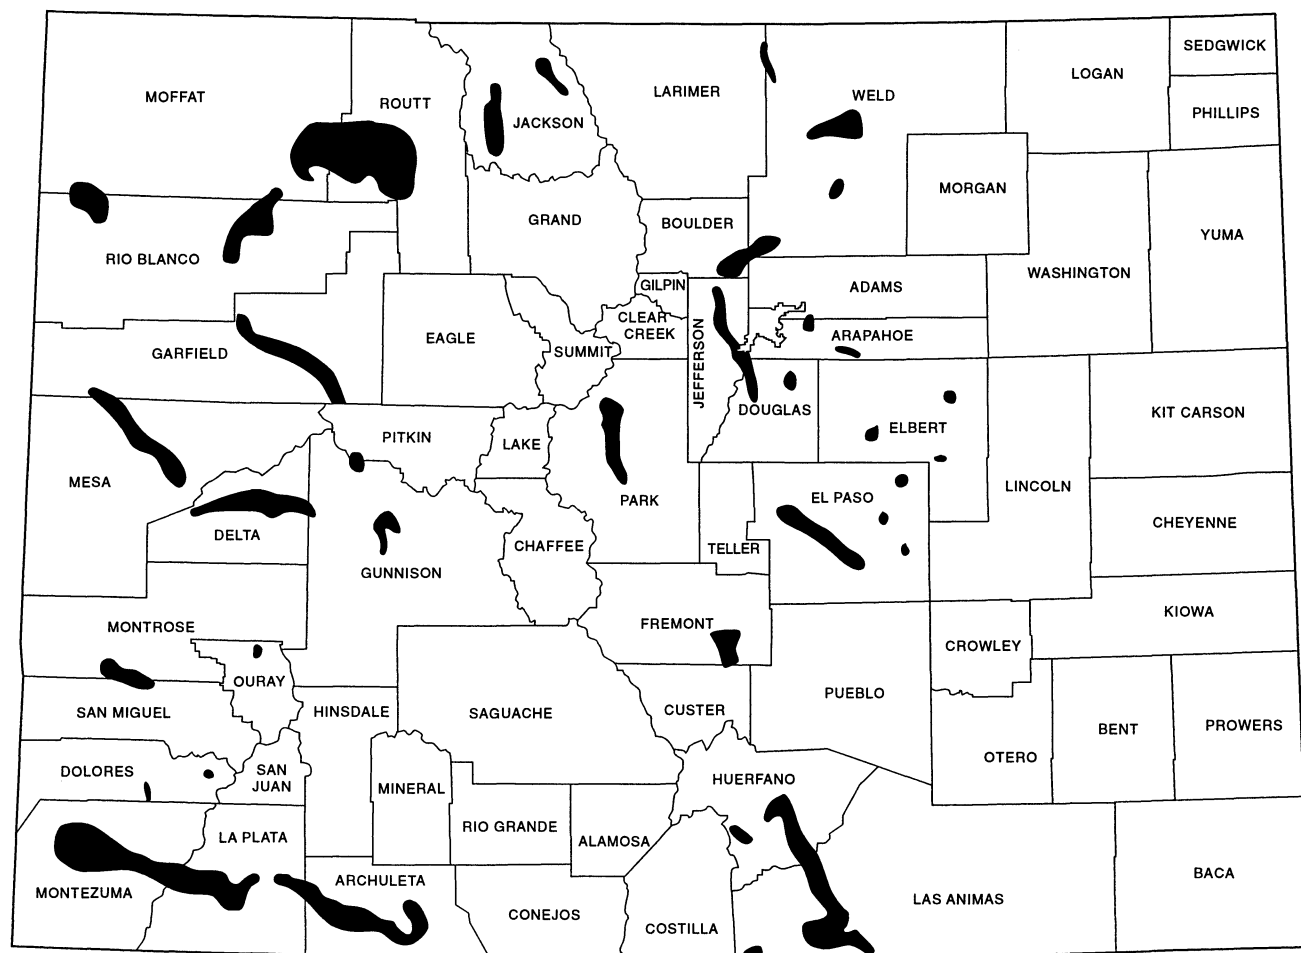 SEDGWICK
LOGAN
MOFFAT
ROUTT
LARIMER
WELD
PHILLIPS
JACKSON
MORGAN
GRAND
BOULDER
YUMA
RIO BLANCO
WASHINGTON
GILPIN
ADAMS
CLEAR
CREEK
EAGLE
ARAPAHOE
GARFIELD
SUMMIT
JEFFERSON
DOUGLAS
KIT CARSON
ELBERT
PITKIN
LAKE
MESA
LINCOLN
PARK
EL PASO
CHEYENNE
DELTA
CHAFFEE
TELLER
GUNNISON
KIOWA
MONTROSE
FREMONT
CROWLEY
OURAY
PUEBLO
SAN MIGUEL
HINSDALE
SAGUACHE
CUSTER
BENT
PROWERS
OTERO
DOLORES
SAN
JUAN
HUERFANO
MINERAL
RIO GRANDE
LA PLATA
ALAMOSA
BACA
ARCHULETA
MONTEZUMA
LAS ANIMAS
CONEJOS
COSTILLA